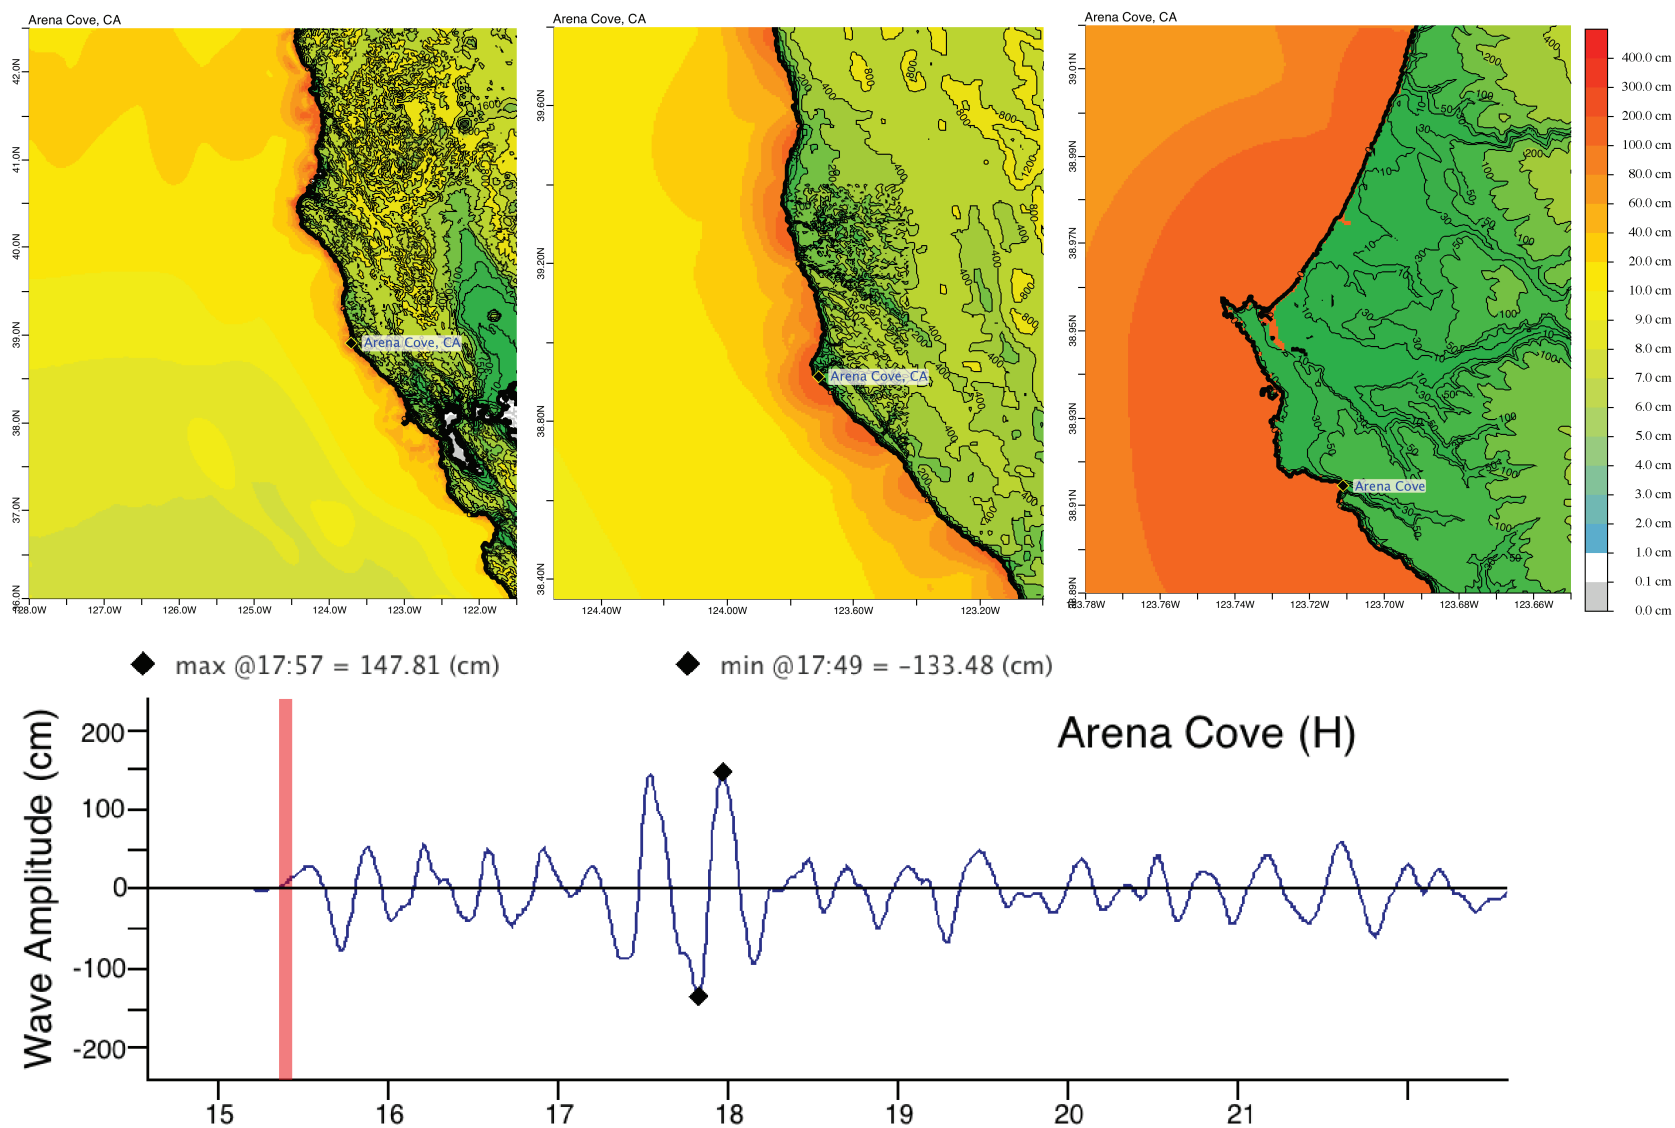 Arena Cove, CA
Arena Cove, CA
Arena Cove, CA
42.0N
41.0N
40.0N
39.0N
38.0N
37.0N
36.0N
128.0W 127.0W 126.0W 125.0W 124.0W 123.0W 122.0W
Arena Cove, CA
1600
39.60N
39.20N
38.80N
38.40N
124.40W 124.00W 123.60W 123.20W
Arena Cove, CA
39.01N
38.99N
38.97N
38.95N
38.93N
38.91N
38.89N
123.78W 123.76W 123.74W 123.72W 123.70W 123.68W 123.66W
Arena Cove
400.0 cm
300.0 cm
200.0 cm
100.0 cm
80.0 cm
60.0 cm
40.0 cm
20.0 cm
10.0 cm
9.0 cm
8.0 cm
7.0 cm
6.0 cm
5.0 cm
4.0 cm
3.0 cm
2.0 cm
1.0 cm
0.1 cm
0.0 cm
max @17:57 = 147.81 (cm)
min @17:49 = -133.48 (cm)
Arena Cove (H)
Wave Amplitude (cm)
200
100
0
-100
-200
15 16 17 18 19 20 21